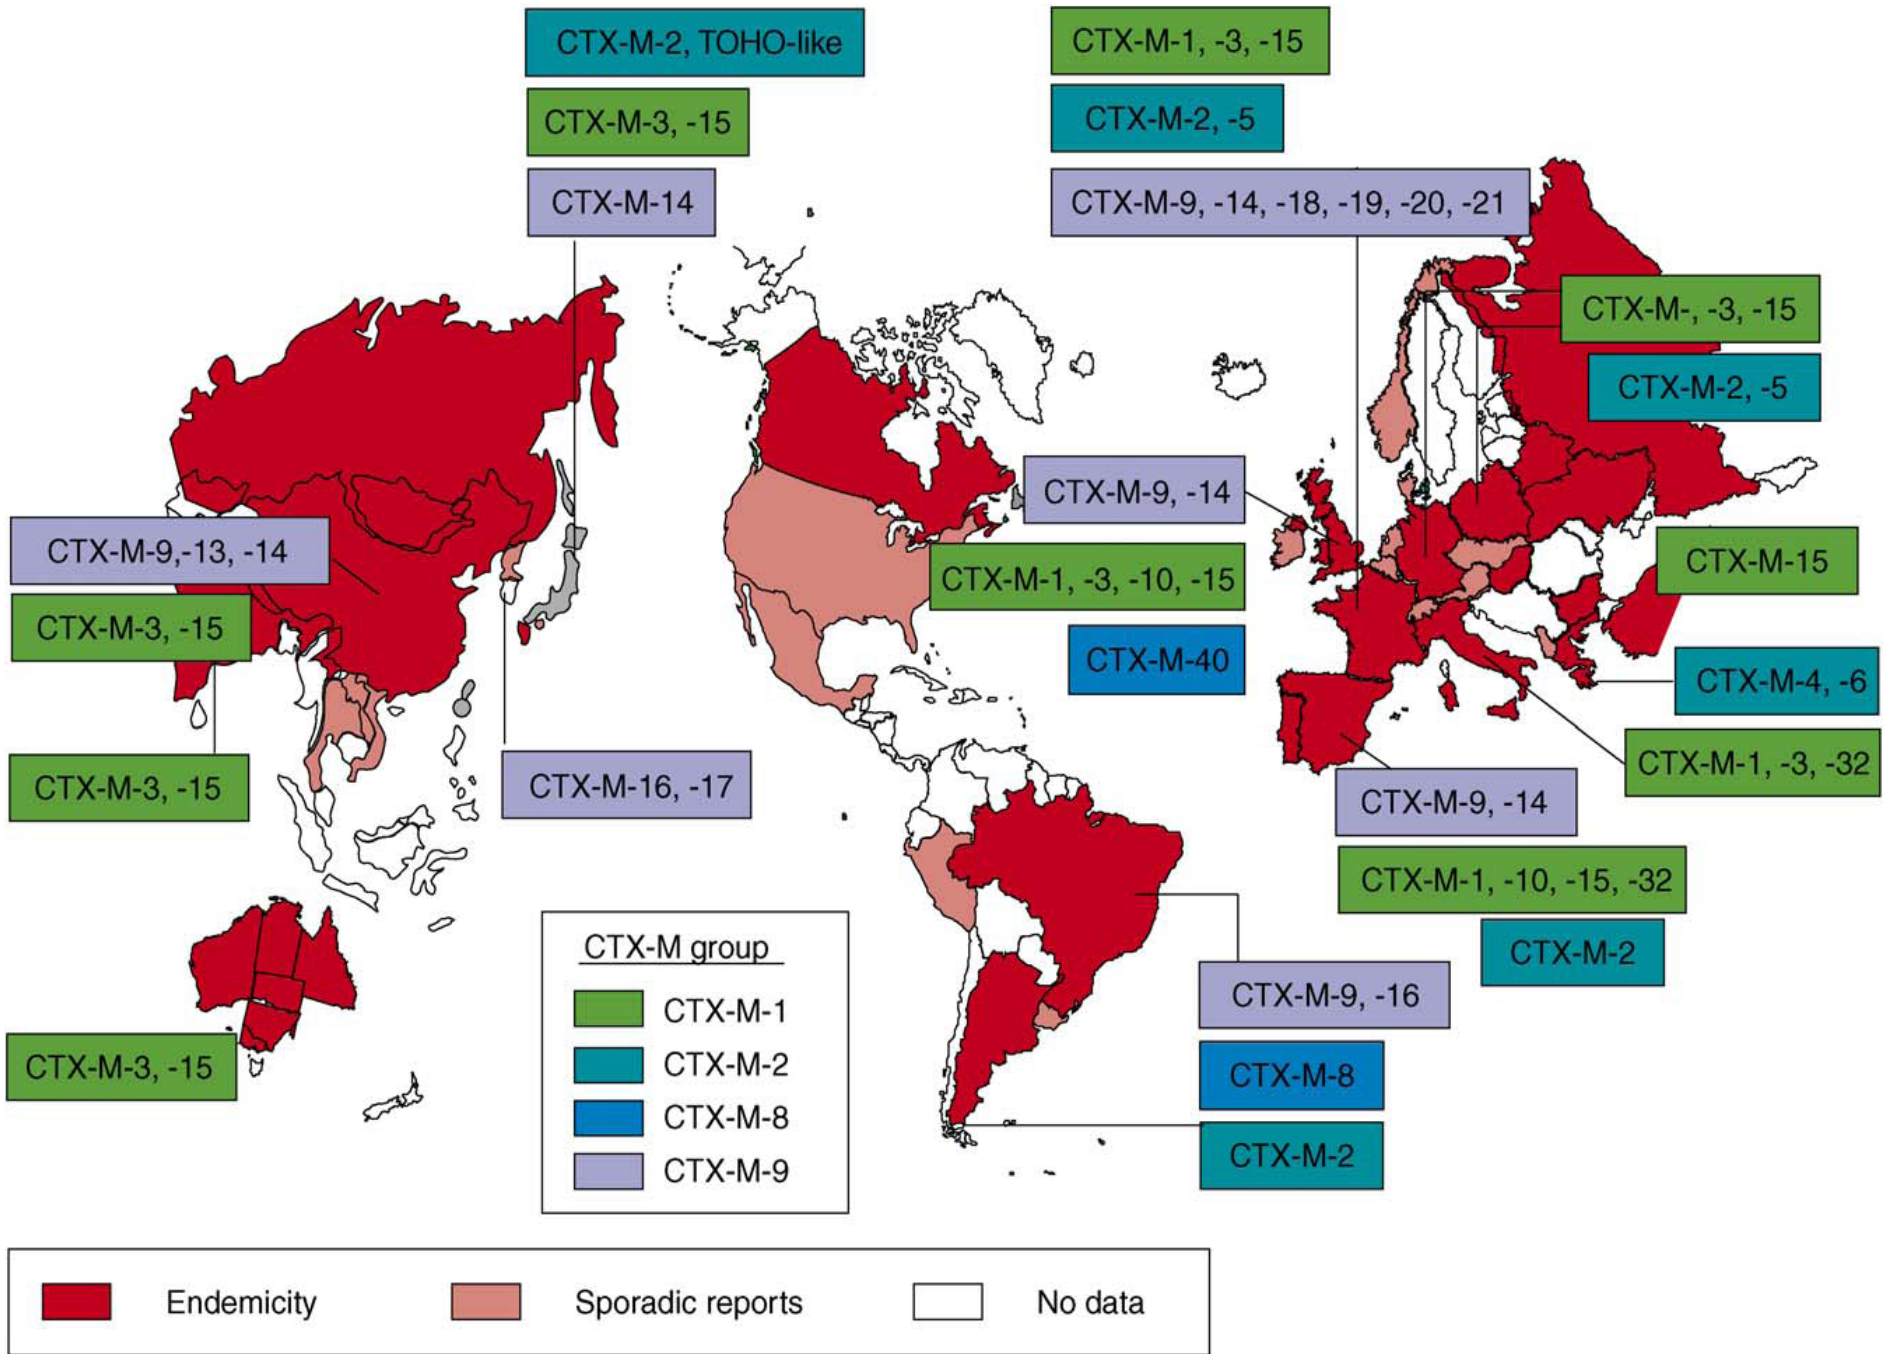 CTX-M-2, TOHO-like
CTX-M-3, -15
CTX-M-14
CTX-M-1, -3, -15
CTX-M-2, -5
CTX-M-9, -14, -18, -19, -20, -21
CTX-M-, -3, -15
CTX-M-2, -5
CTX-M-9, -14
CTX-M-1, -3, -10, -15
CTX-M-40
CTX-M-15
CTX-M-4, -6
CTX-M-1, -3, -32
CTX-M-9, -14
CTX-M-1, -10, -15, -32
CTX-M-2
CTX-M-9,-13, -14
CTX-M-3, -15
CTX-M-3, -15
CTX-M-16, -17
CTX-M-3, -15
CTX-M-9, -16
CTX-M-8
CTX-M-2
CTX-M group
CTX-M-1
CTX-M-2
CTX-M-8
CTX-M-9
Endemicity
Sporadic reports
No data